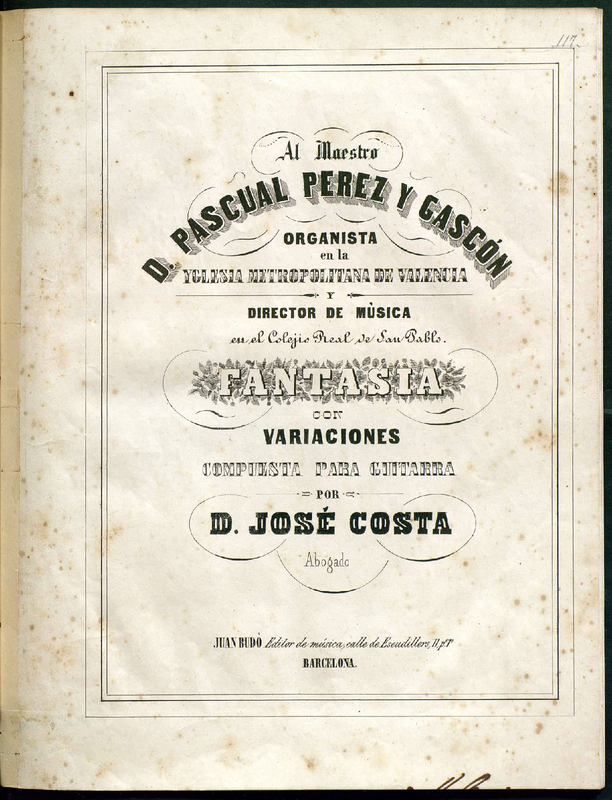 117.
Al Maestro
D. PASCUAL PEREZ Y GASCÓN
ORGANISTA
en la
YGLESIA METROPOLITANA DE VALENCIA
Y
DIRECTOR DE MÙSICA
en el Colejio Real de San Pablo.
FANTASIA
CON
VARIACIONES
COMPUESTA PARA GUITARRA
POR
D. JOSÉ COSTA
Abogado
JUAN BUDÓ Editor de música, calle de Escudillers, 11, p.º 1º
BARCELONA.